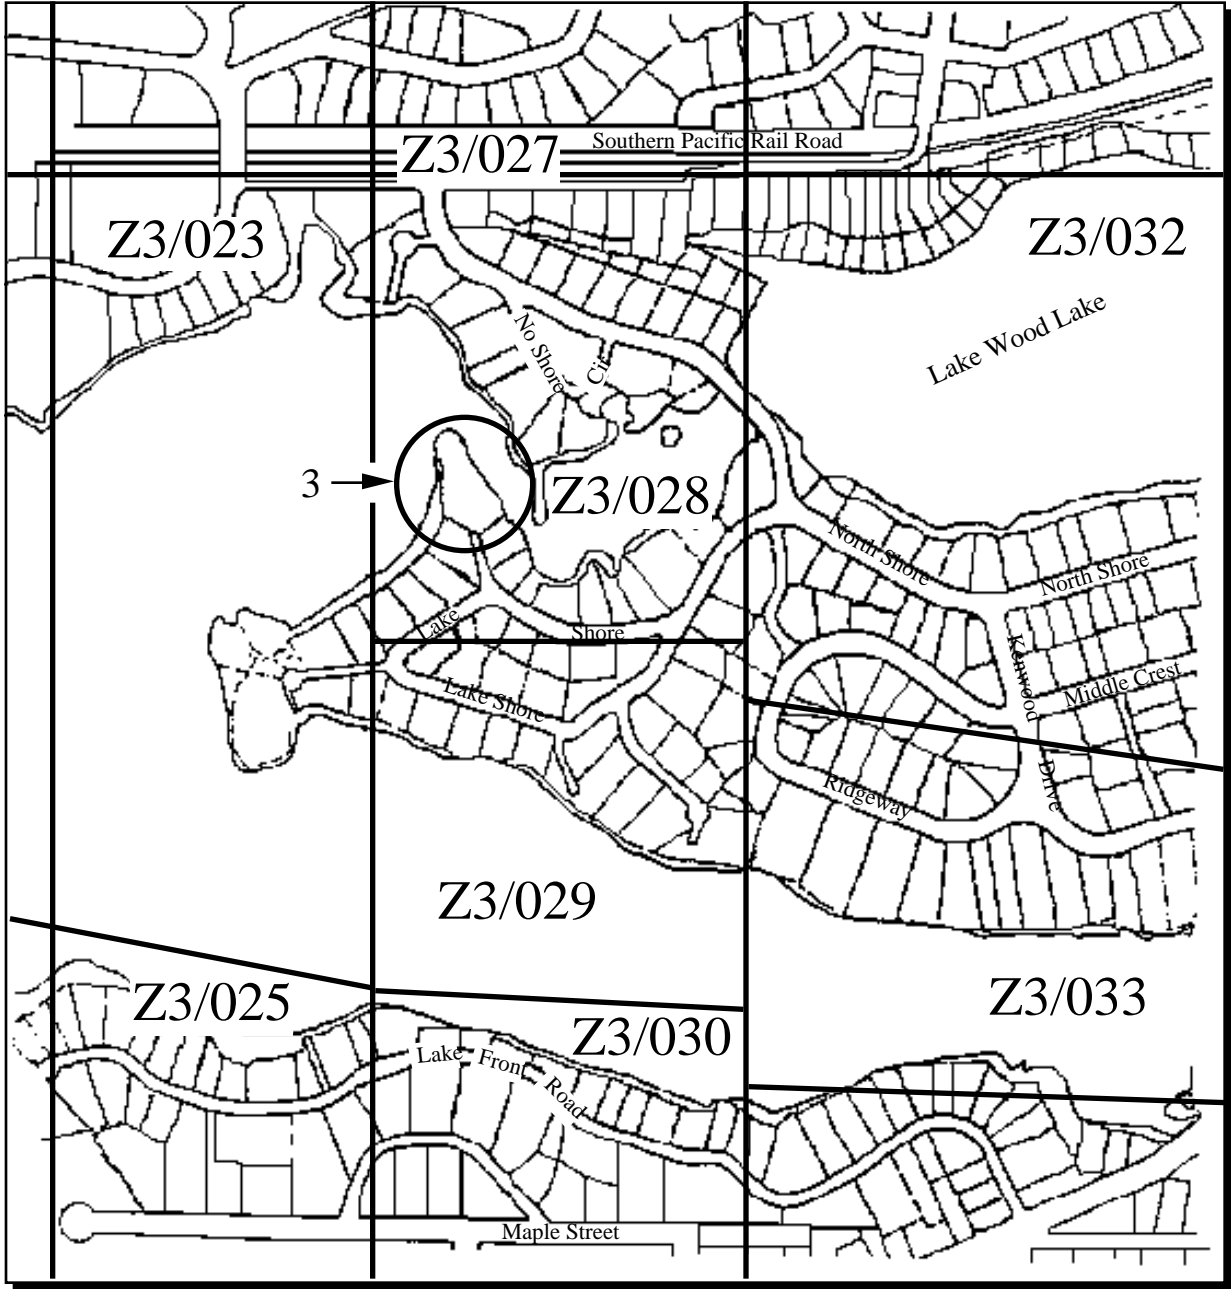 Southern Pacific Rail Road
Z3/027
Z3/023
Z3/032
Lake Wood Lake
No Shore
Cir
3
Z3/028
North Shore
North Shore
Lake Shore
Kenwood Drive
Middle Crest
Lake Shore
Ridgeway
Z3/029
Z3/025
Z3/033
Z3/030
Lake Front Road
Maple Street